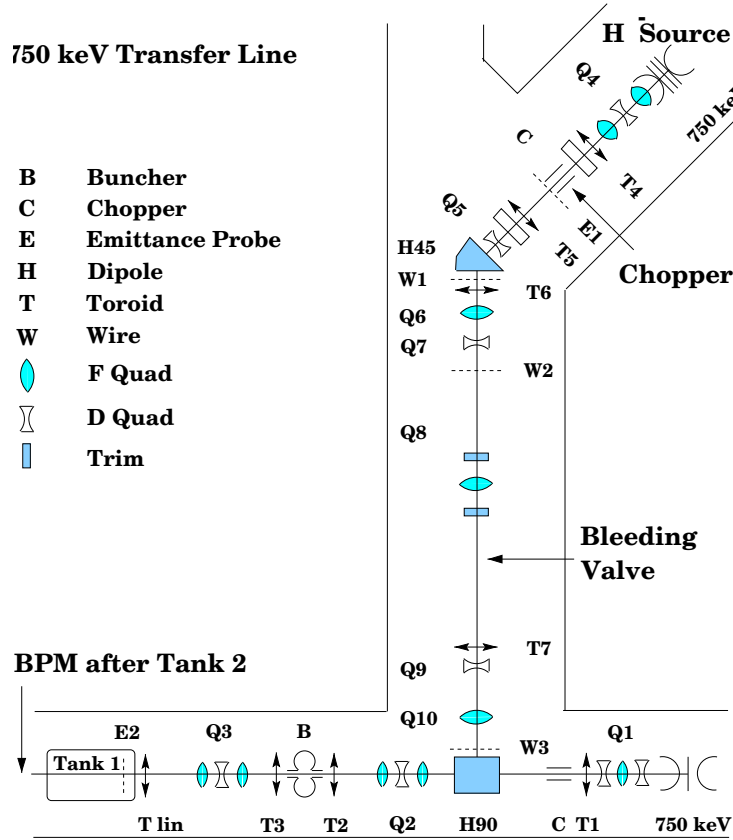 750 keV Transfer Line
H - Source
Q4
750 keV
C
T4
Q5
E1
T5
Chopper
B Buncher
C Chopper
E Emittance Probe
H Dipole
T Toroid
W Wire
F Quad
D Quad
Trim
H45
W1
T6
Q6
Q7
W2
Q8
Bleeding
Valve
T7
Q9
Q10
W3
BPM after Tank 2
E2
Q3
B
Q1
Tank 1
T lin
T3
T2
Q2
H90
C
T1
750 keV